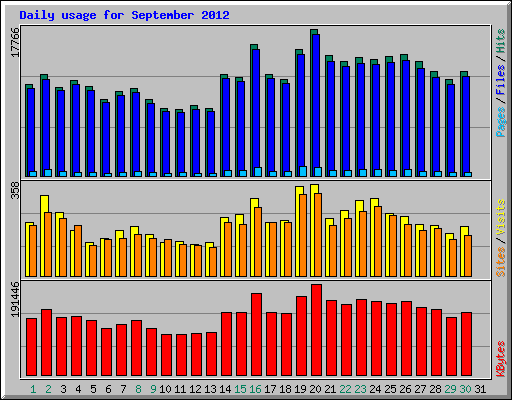 Daily usage for September 2012
17766
Pages / Files / Hits
358
Sites / Visits
191446
KBytes
1 2 3 4 5 6 7 8 9 10 11 12 13 14 15 16 17 18 19 20 21 22 23 24 25 26 27 28 29 30 31